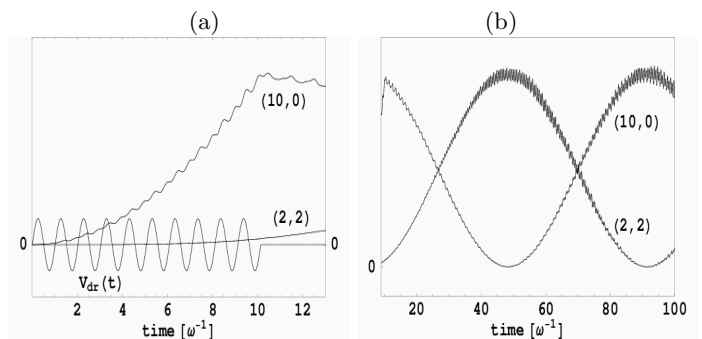 (a)
(b)
(10,0)
(2,2)
0
0
V_dr(t)
2 4 6 8 10 12
time [ω⁻¹]
(10,0)
(2,2)
0
20 40 60 80 100
time [ω⁻¹]